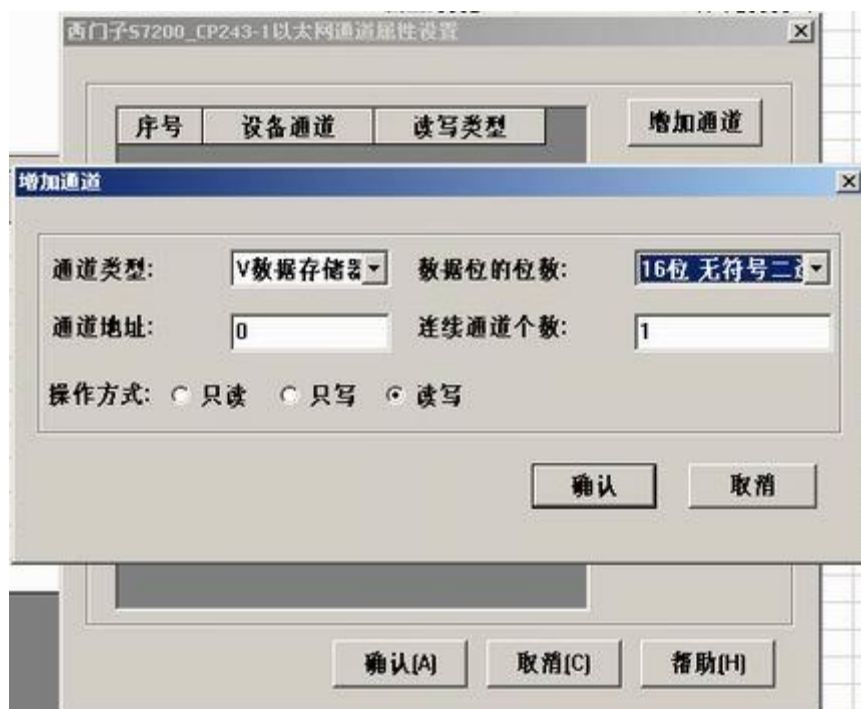 西门子S7200_CP243-1以太网通道属性设置
序号 设备通道 读写类型 增加通道
增加通道
通道类型: V数据存储器 数据位的位数: 16位 无符号二
通道地址: 0 连续通道个数: 1
操作方式: 只读 只写 读写
确认 取消
确认[A] 取消[C] 帮助[H]